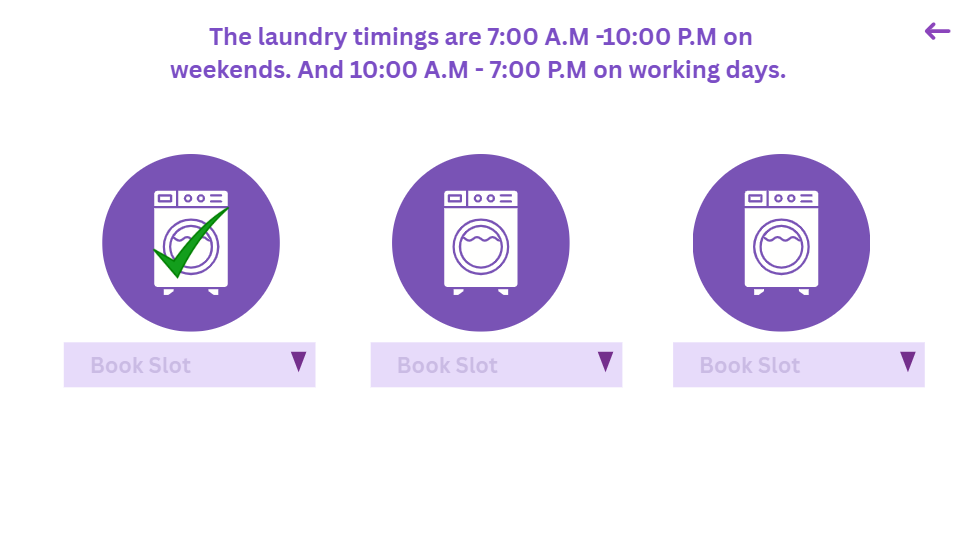 The laundry timings are 7:00 A.M -10:00 P.M on
weekends. And 10:00 A.M - 7:00 P.M on working days.
Book Slot
Book Slot
Book Slot